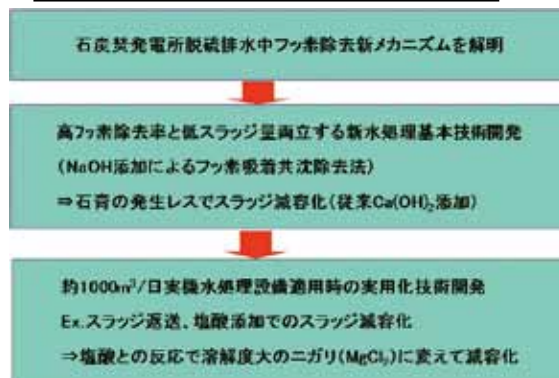 石炭焚発電所脱硫排水中フッ素除去新メカニズムを解明
高フッ素除去率と低スラッジ量両立する新水処理基本技術開発
(NaOH添加によるフッ素吸着共沈除去法)
⇒石膏の発生レスでスラッジ減容化(従来Ca(OH)₂添加)
約1000m³/日実機水処理設備適用時の実用化技術開発
Ex.スラッジ返送、塩酸添加でのスラッジ減容化
⇒塩酸との反応で溶解度大のニガリ(MgCl₂)に変えて減容化